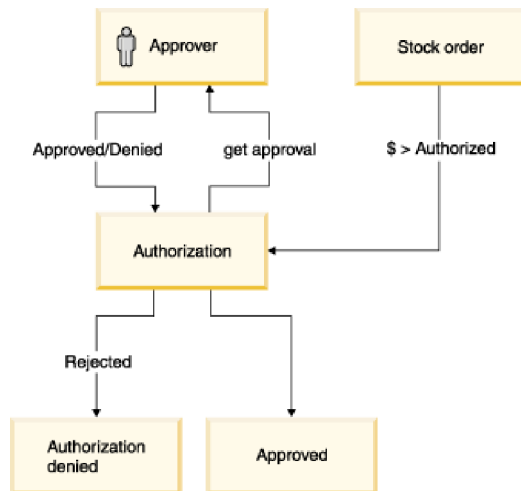 Approver
Stock order
Approved/Denied
get approval
$ > Authorized
Authorization
Rejected
Authorization
denied
Approved